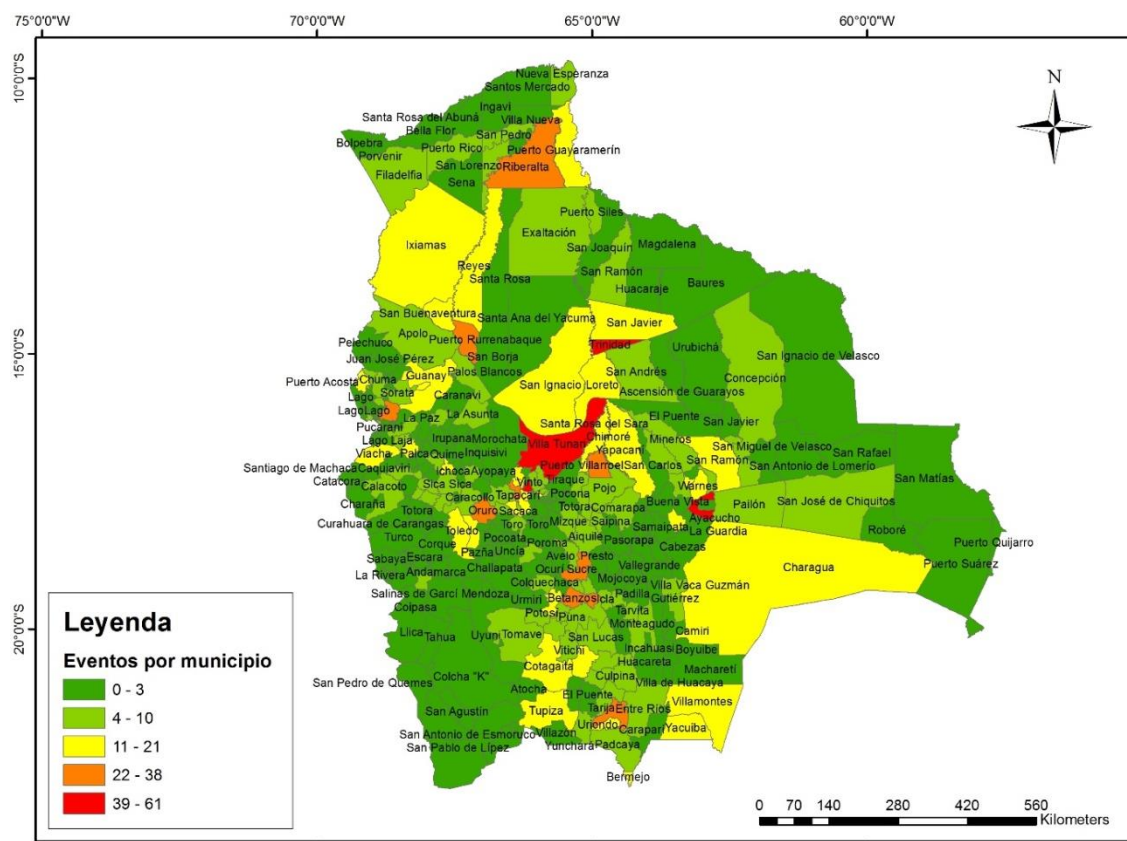 75°0'0"W 70°0'0"W 65°0'0"W 60°0'0"W
10°0'0"S
15°0'0"S
20°0'0"S
N
Nueva Esperanza
Santos Mercado
Ingavi
Santa Rosa del Abuná
Villa Nueva
Bella Flor
San Pedro
Bolpebra
Puerto Rico
Puerto Guayaramerín
Porvenir
San Lorenzo
Riberalta
Filadelfia
Sena
Puerto Siles
Exaltación
Ixiamas
San Joaquín
Magdalena
Reyes
San Ramón
Santa Rosa
Huacaraje
Baures
San Buenaventura
Santa Ana del Yacuma
San Javier
Apolo
Puerto Rurrenabaque
Pelechuco
Trinidad
Urubichá
Juan José Pérez
San Borja
San Ignacio de Velasco
Puerto Acosta
Chuma
Guanay
Palos Blancos
San Andrés
Concepción
Sorata
Caranavi
San Ignacio
Loreto
Ascensión de Guarayos
Lago
LagoLago
La Paz
La Asunta
El Puente
Pucarani
Santa Rosa del Sara
San Javier
Lago
Laja
Irupana
Morochata
Villa Tunari
Chimoré
Mineros
San Miguel de Velasco
San Rafael
Viacha
Palca
Quime
Inquisivi
Yapacaní
San Ramón
San Antonio de Lomerío
Santiago de Machaca
Caquiaviri
Ichoca
Ayopaya
Puerto Villarroel
San Carlos
San Matías
Catacora
Calacoto
Sica Sica
Vinto
Tiraque
Pojo
Warnes
Pailón
San José de Chiquitos
Charaña
Caracollo
Tapacarí
Pocona
Buena Vista
Totora
Oruro
Sacaca
Totora
Comarapa
Ayacucho
Curahuara de Carangas
Toledo
Toro Toro
Mizque
Saipina
Samaipata
La Guardia
Roboré
Turco
Corque
Pocoata
Aiquile
Pasorapa
Puerto Quijarro
Pazña
Uncía
Poroma
Cabezas
Sabaya
Escara
Avelo
Presto
Vallegrande
Charagua
Puerto Suárez
La Rivera
Andamarca
Challapata
Ocurí
Sucre
Colquechaca
Mojocoya
Villa Vaca Guzmán
Salinas de Garcí Mendoza
Urmiri
Betanzos
Icla
Padilla
Gutiérrez
Coipasa
Potosí
Puna
Tarvita
Llica
Tahua
Uyuni
Tomave
San Lucas
Monteagudo
Camiri
Vitichi
Incahuasi
Boyuibe
San Pedro de Quemes
Colcha "K"
Cotagaita
Huacareta
Macharetí
Culpina
Villa de Huacaya
Atocha
El Puente
Villamontes
San Agustín
Tarija
Entre Ríos
Tupiza
Uriondo
Yacuiba
San Antonio de Esmoruco
Villazón
Caraparí
San Pablo de Lípez
Yunchará
Padcaya
Bermejo
Leyenda
Eventos por municipio
0 - 3
4 - 10
11 - 21
22 - 38
39 - 61
0 70 140 280 420 560
Kilometers